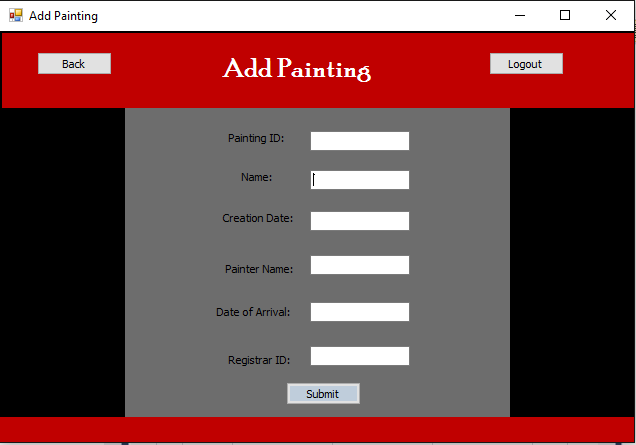 Add Painting
Back
Add Painting
Logout
Painting ID:
Name:
Creation Date:
Painter Name:
Date of Arrival:
Registrar ID:
Submit